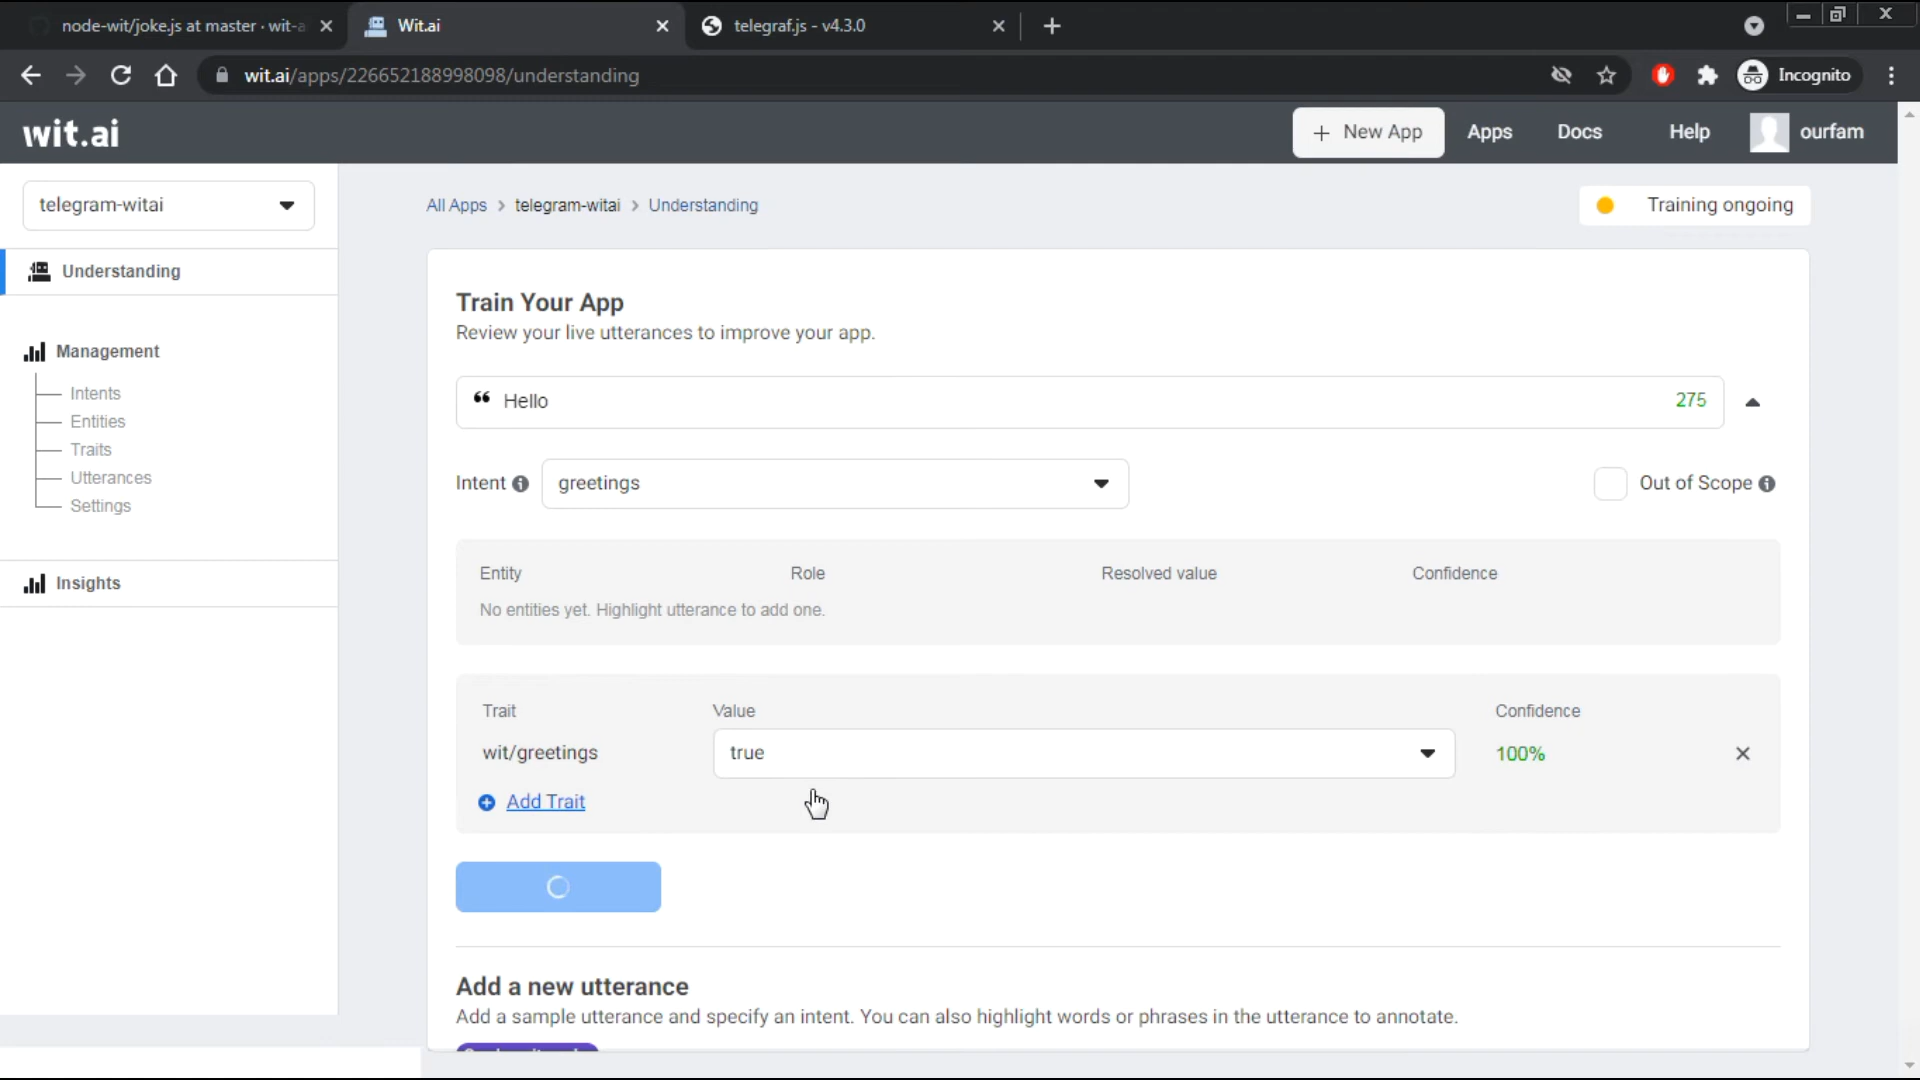 node-wit/joke.js at master · wit-a
Wit.ai
telegraf.js - v4.3.0
wit.ai/apps/226652188998098/understanding
Incognito
wit.ai
New App
Apps
Docs
Help
ourfam
telegram-witai
All Apps > telegram-witai > Understanding
Training ongoing
Understanding
Management
Intents
Entities
Traits
Utterances
Settings
Insights
Train Your App
Review your live utterances to improve your app.
Hello
275
Intent
greetings
Out of Scope
Entity Role Resolved value Confidence
No entities yet. Highlight utterance to add one.
Trait Value Confidence
wit/greetings true 100%
Add Trait
Add a new utterance
Add a sample utterance and specify an intent. You can also highlight words or phrases in the utterance to annotate.